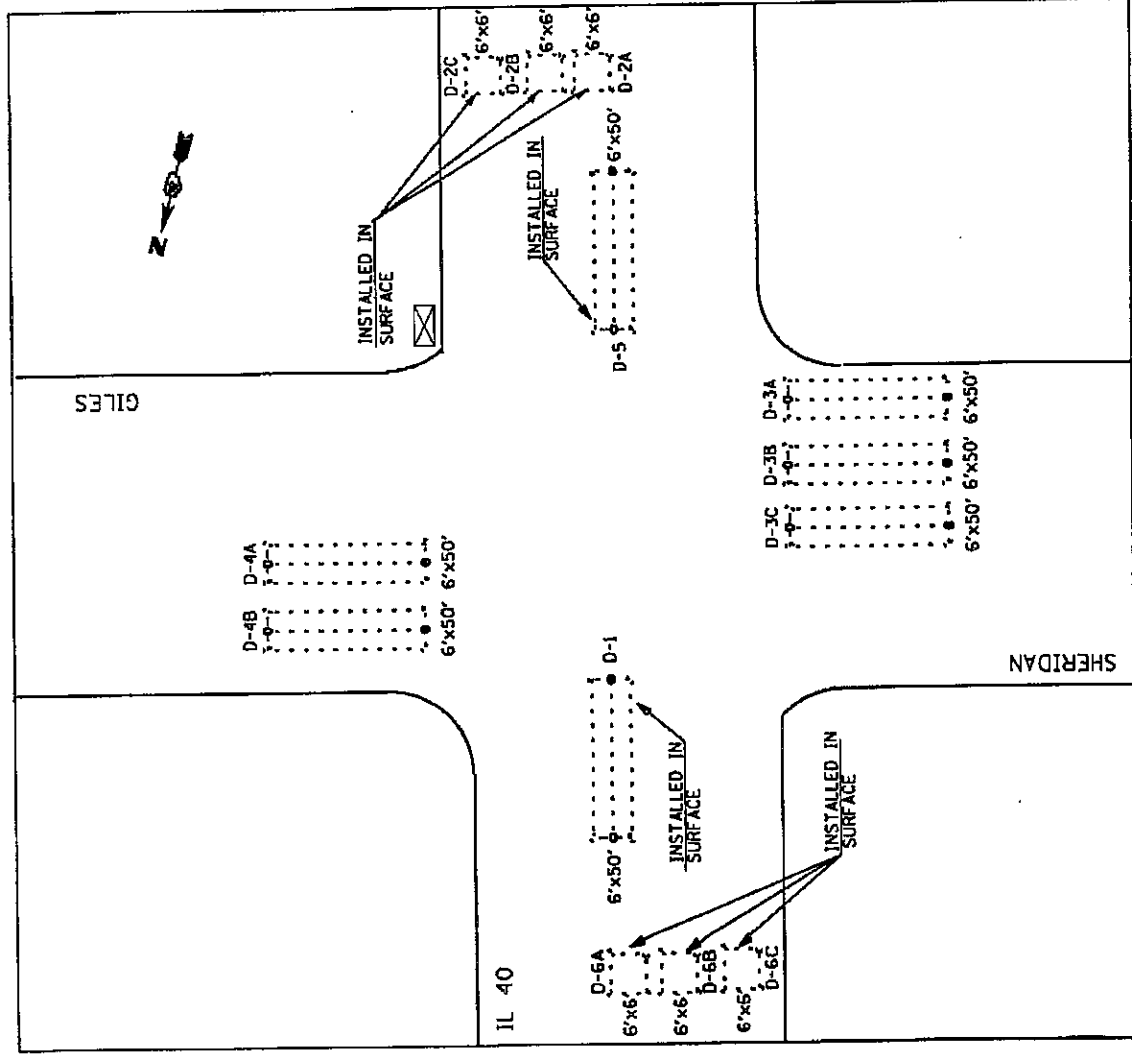 D-2C
6'x6'
D-2B
6'x6'
6'x6'
D-2A
N
INSTALLED IN
SURFACE
INSTALLED IN
SURFACE
6'x50'
D-5
GILES
D-4B
D-4A
6'x50'
6'x50'
D-3C
D-3B
D-3A
6'x50'
6'x50'
6'x50'
D-1
6'x50'
INSTALLED IN
SURFACE
SHERIDAN
INSTALLED IN
SURFACE
IL 40
D-6A
6'x6'
6'x6'
D-6B
6'x6'
D-6C